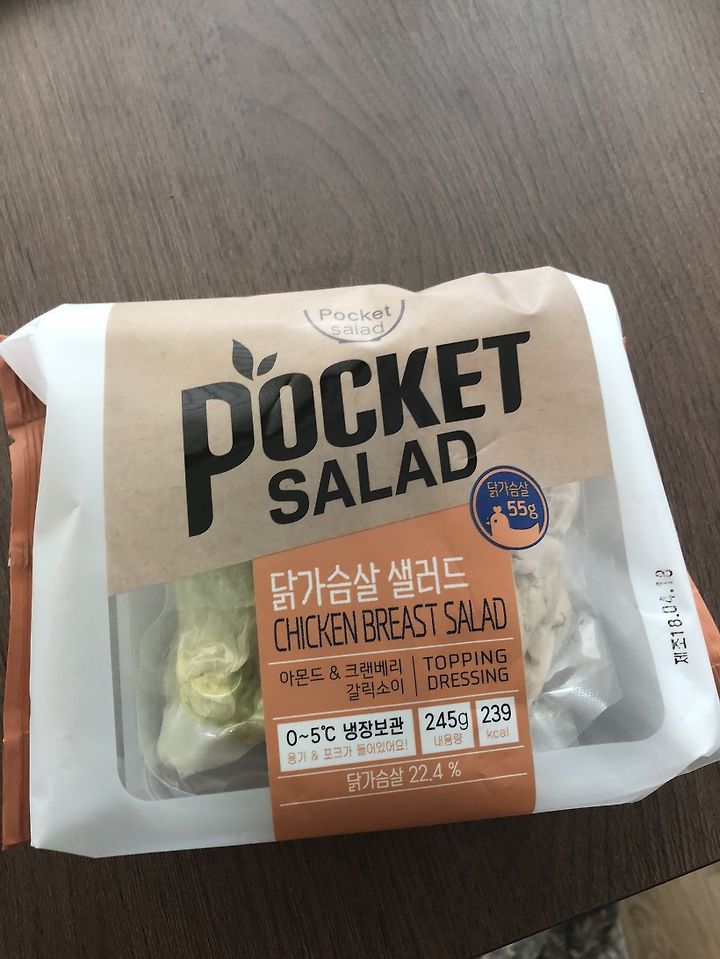 Pocket
salad
POCKET
SALAD
닭가슴살
55g
닭가슴살 샐러드
CHICKEN BREAST SALAD
아몬드 & 크랜베리
갈릭소이
TOPPING
DRESSING
0~5℃ 냉장보관
용기 & 포크가 들어있어요!
245g
내용량
239
kcal
닭가슴살 22.4 %
제조18.04.18